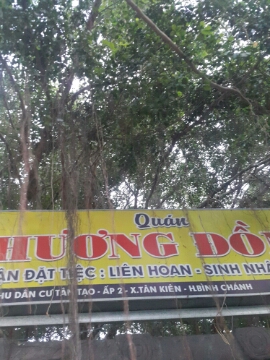 Quán
HƯƠNG ĐỒ
ĐẶT TIỆC : LIÊN HOAN - SINH NHẬ
HU DÂN CƯ TÂN TẠO - ẤP 2 - X.TÂN KIÊN - H.BÌNH CHÁNH